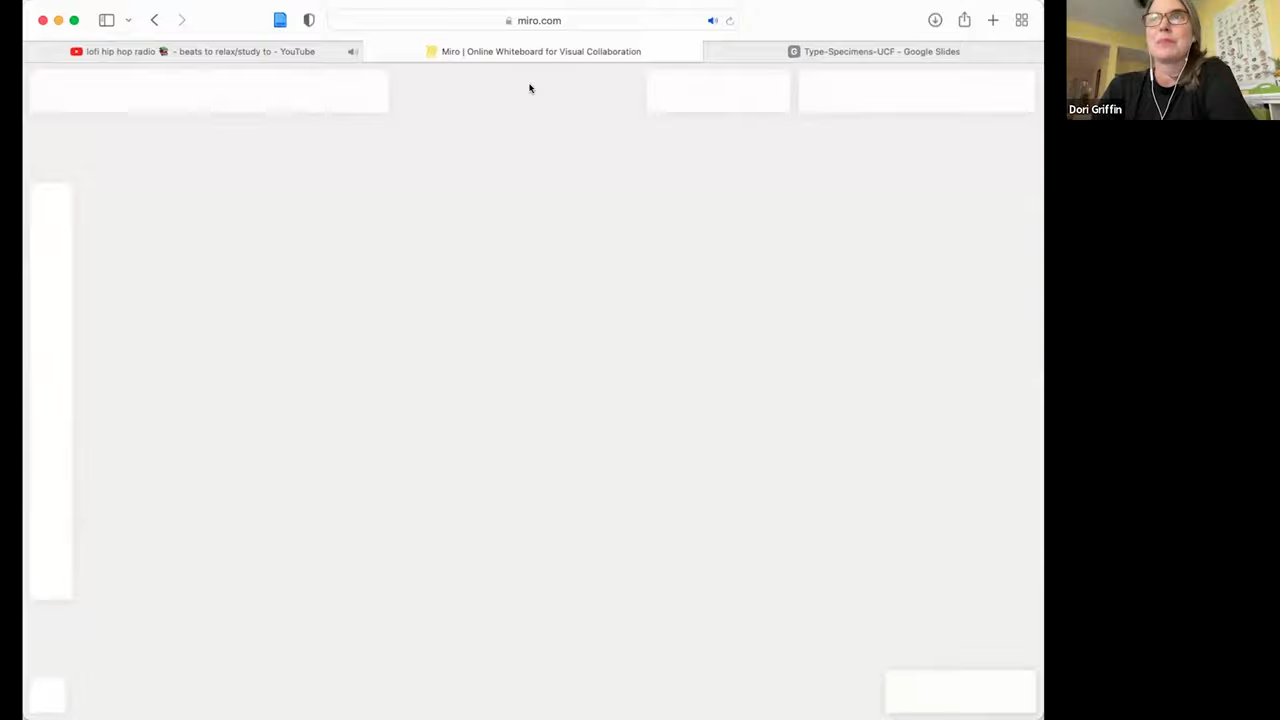 miro.com
lofi hip hop radio 📚 - beats to relax/study to - YouTube
Miro | Online Whiteboard for Visual Collaboration
G Type-Specimens-UCF - Google Slides
Dori Griffin